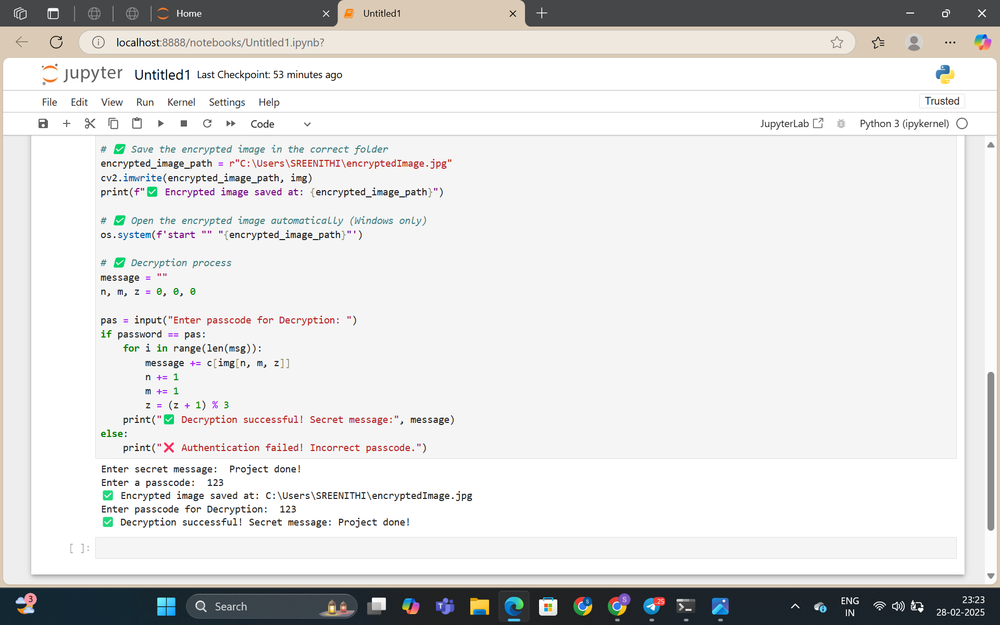 Home
Untitled1
localhost:8888/notebooks/Untitled1.ipynb?
jupyter Untitled1 Last Checkpoint: 53 minutes ago
File Edit View Run Kernel Settings Help
Trusted
Code
JupyterLab
Python 3 (ipykernel)
# ✅ Save the encrypted image in the correct folder
encrypted_image_path = r"C:\Users\SREENITHI\encryptedImage.jpg"
cv2.imwrite(encrypted_image_path, img)
print(f"✅ Encrypted image saved at: {encrypted_image_path}")
# ✅ Open the encrypted image automatically (Windows only)
os.system(f'start "" "{encrypted_image_path}"')
# ✅ Decryption process
message = ""
n, m, z = 0, 0, 0
pas = input("Enter passcode for Decryption: ")
if password == pas:
    for i in range(len(msg)):
        message += c[img[n, m, z]]
        n += 1
        m += 1
        z = (z + 1) % 3
    print("✅ Decryption successful! Secret message:", message)
else:
    print("❌ Authentication failed! Incorrect passcode.")
Enter secret message:  Project done!
Enter a passcode:  123
✅ Encrypted image saved at: C:\Users\SREENITHI\encryptedImage.jpg
Enter passcode for Decryption:  123
✅ Decryption successful! Secret message: Project done!
[ ]:
3
Search
S
S
.25
ENG
IN
23:23
28-02-2025